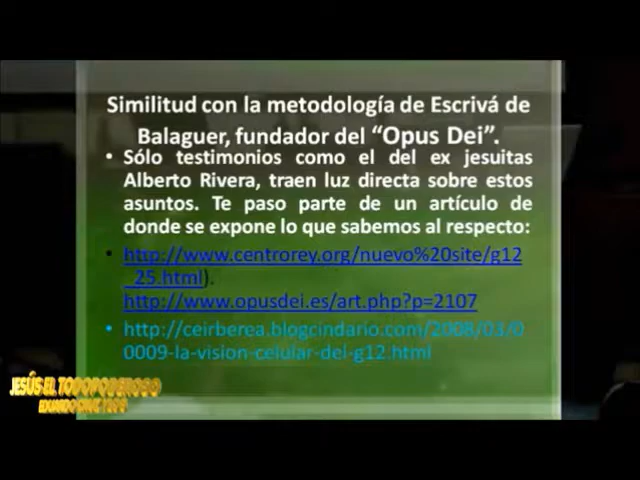 Similitud con la metodología de Escrivá de
Balaguer, fundador del “Opus Dei”.
• Sólo testimonios como el del ex jesuitas
Alberto Rivera, traen luz directa sobre estos
asuntos. Te paso parte de un artículo de
donde se expone lo que sabemos al respecto:
• http://www.centrorey.org/nuevo%20site/g12
_25.html).
http://www.opusdei.es/art.php?p=2107
• http://ceirberea.blogcindario.com/2008/03/0
0009-la-vision-celular-del-g12.html
JESÚS EL TODOPODEROSO